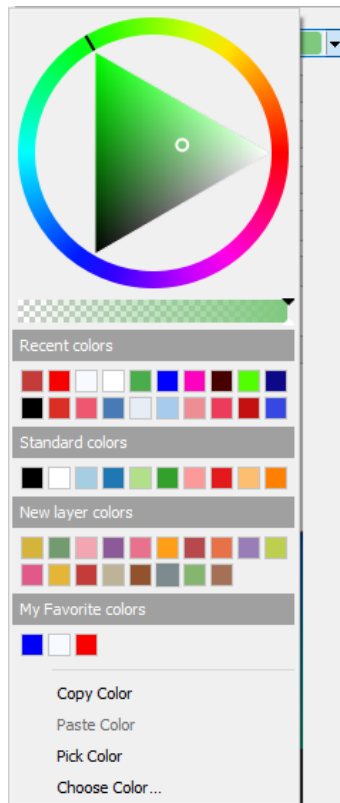 Recent colors
Standard colors
New layer colors
My Favorite colors
Copy Color
Paste Color
Pick Color
Choose Color...